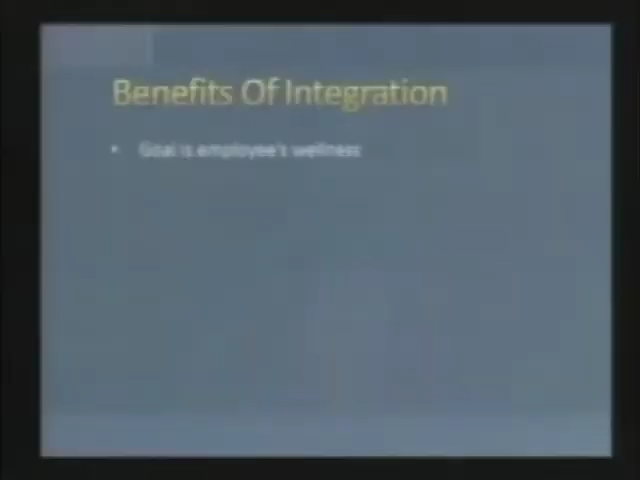 Benefits Of Integration
• Goal is employee's wellness